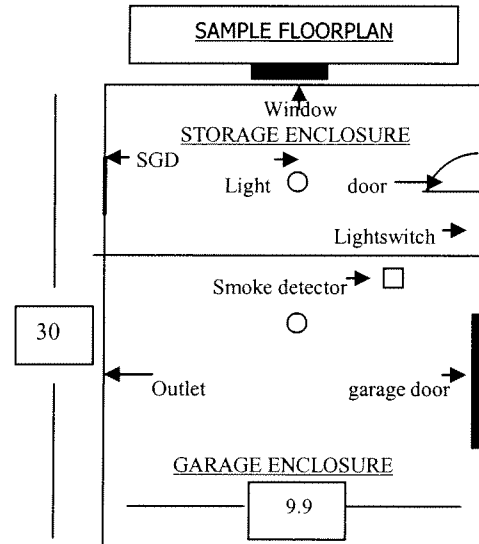 SAMPLE FLOORPLAN
Window
STORAGE ENCLOSURE
SGD
Light
door
Lightswitch
Smoke detector
30
Outlet
garage door
GARAGE ENCLOSURE
9.9